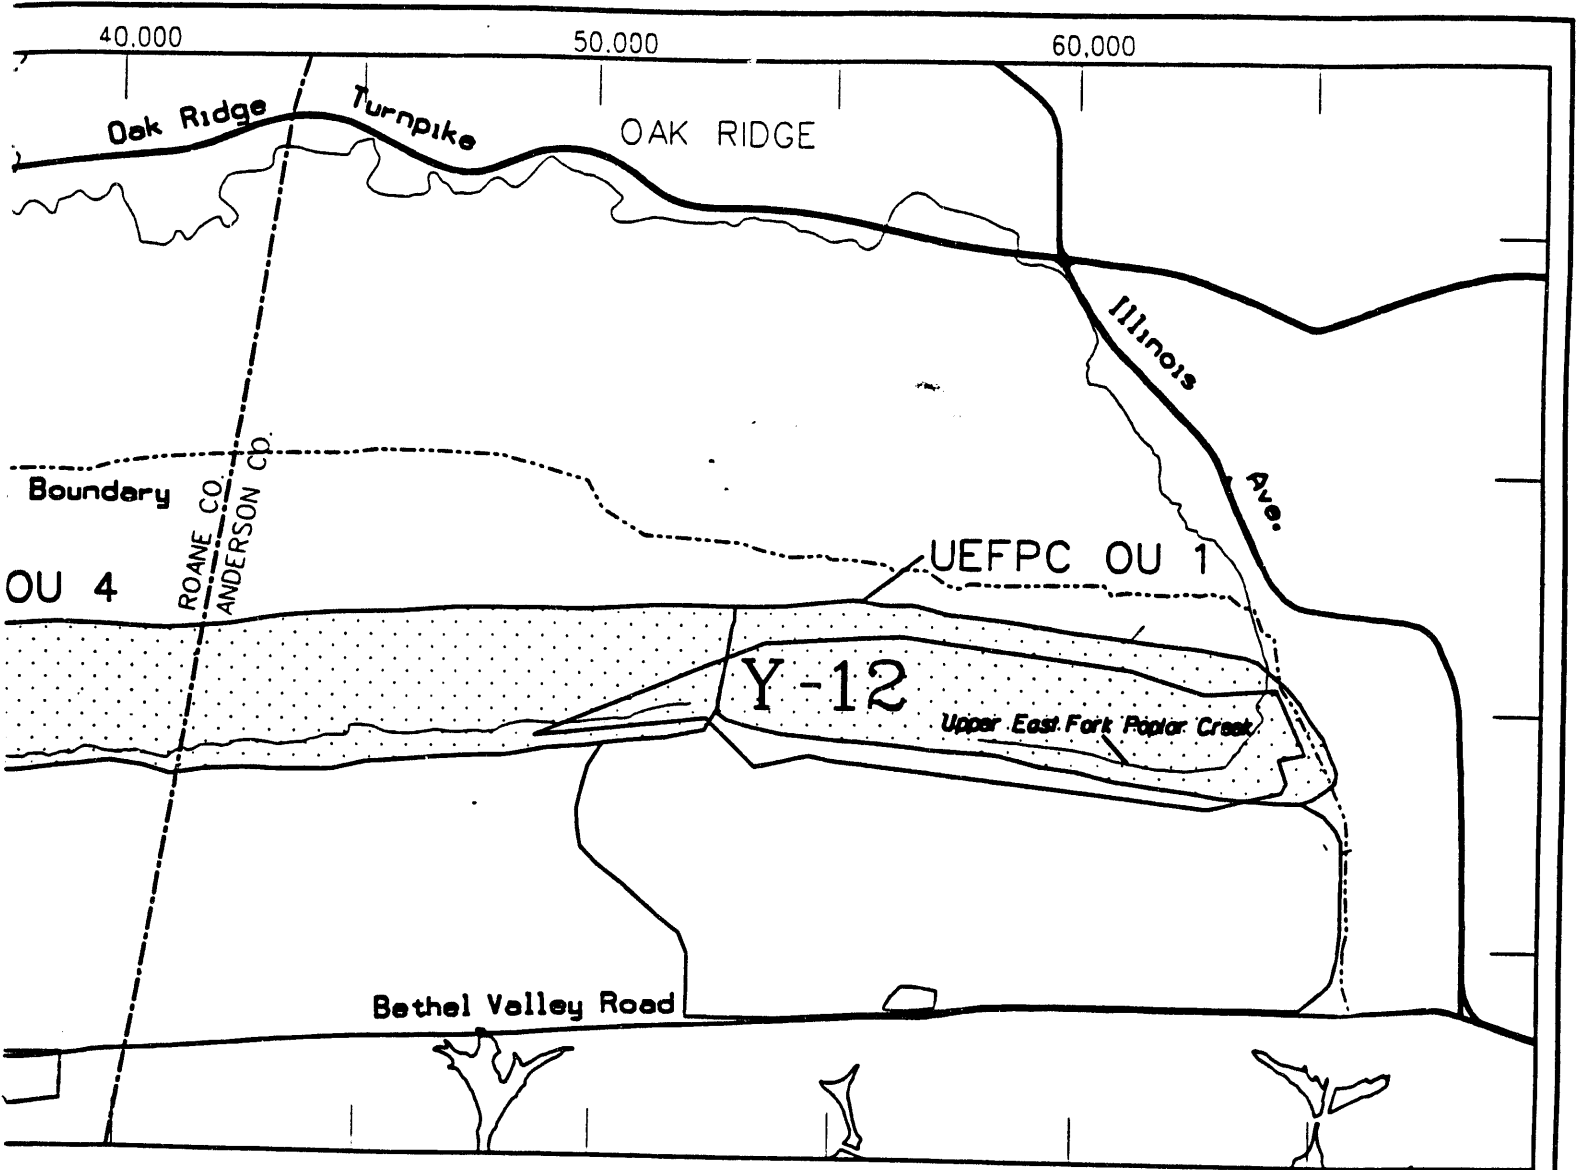 40,000 50,000 60,000
Oak Ridge Turnpike
OAK RIDGE
Illinois Ave.
Boundary
ROANE CO.
ANDERSON CO.
UEFPC OU 1
OU 4
Y-12
Upper East Fork Poplar Creek
Bethel Valley Road